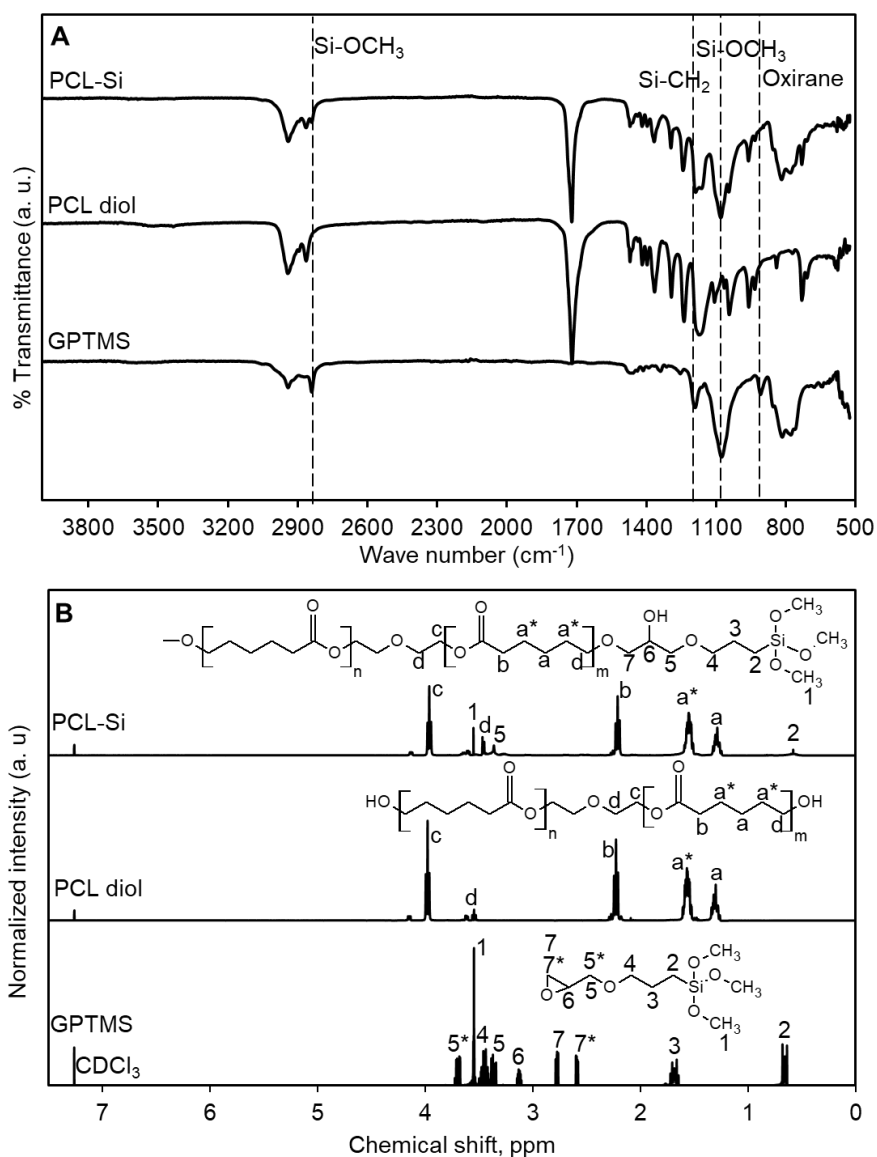 A
Si-OCH3
Si-OCH3
PCL-Si
Si-CH2
Oxirane
PCL diol
GPTMS
% Transmittance (a. u.)
3800 3500 3200 2900 2600 2300 2000 1700 1400 1100 800 500
Wave number (cm-1)
B
O
OH
O
CH3
c
a*
a*
3
O
O
O
O
Si
O
CH3
n
d
O
b
a
d
m
7
6
5
4
2
O
CH3
1
c
b
a*
1
d
5
a
2
PCL-Si
O
O
HO
O
c
a*
a*
OH
O
n
d
O
b
a
d
m
c
b
a*
a
d
PCL diol
7
7*
5*
4
2
O
CH3
O
6
5
O
3
Si
O
CH3
O
CH3
1
1
GPTMS
5*
4
5
6
7
7*
3
2
CDCl3
Normalized intensity (a. u)
7 6 5 4 3 2 1 0
Chemical shift, ppm